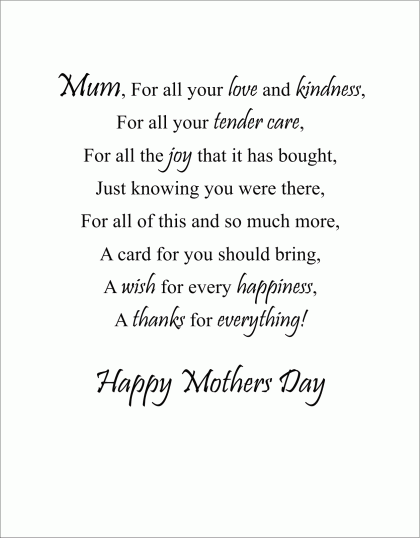 Mum, For all your love and kindness,
For all your tender care,
For all the joy that it has bought,
Just knowing you were there,
For all of this and so much more,
A card for you should bring,
A wish for every happiness,
A thanks for everything!
Happy Mothers Day